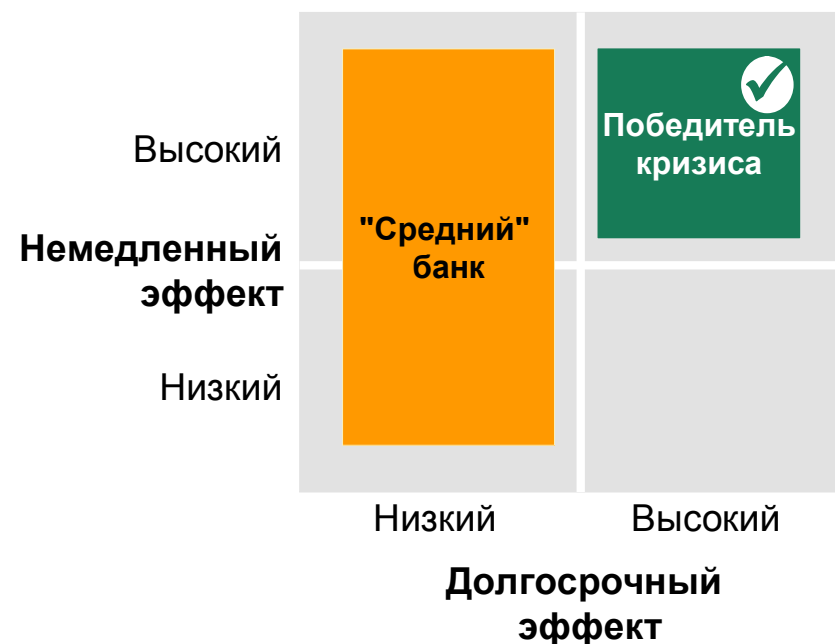 Высокий
Немедленный
эффект
Низкий
"Средний"
банк
Победитель
кризиса
Низкий
Высокий
Долгосрочный
эффект